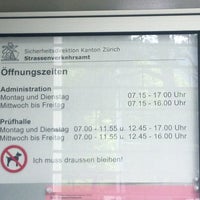 Sicherheitsdirektion Kanton Zürich
Strassenverkehrsamt
Öffnungszeiten
Administration
Montag und Dienstag 07.15 - 17.00 Uhr
Mittwoch bis Freitag 07.15 - 16.00 Uhr
Prüfhalle
Montag und Dienstag 07.00 - 11.55 u. 12.45 - 17.00 Uhr
Mittwoch bis Freitag 07.00 - 11.55 u. 12.45 - 16.00 Uhr
Ich muss draussen bleiben!